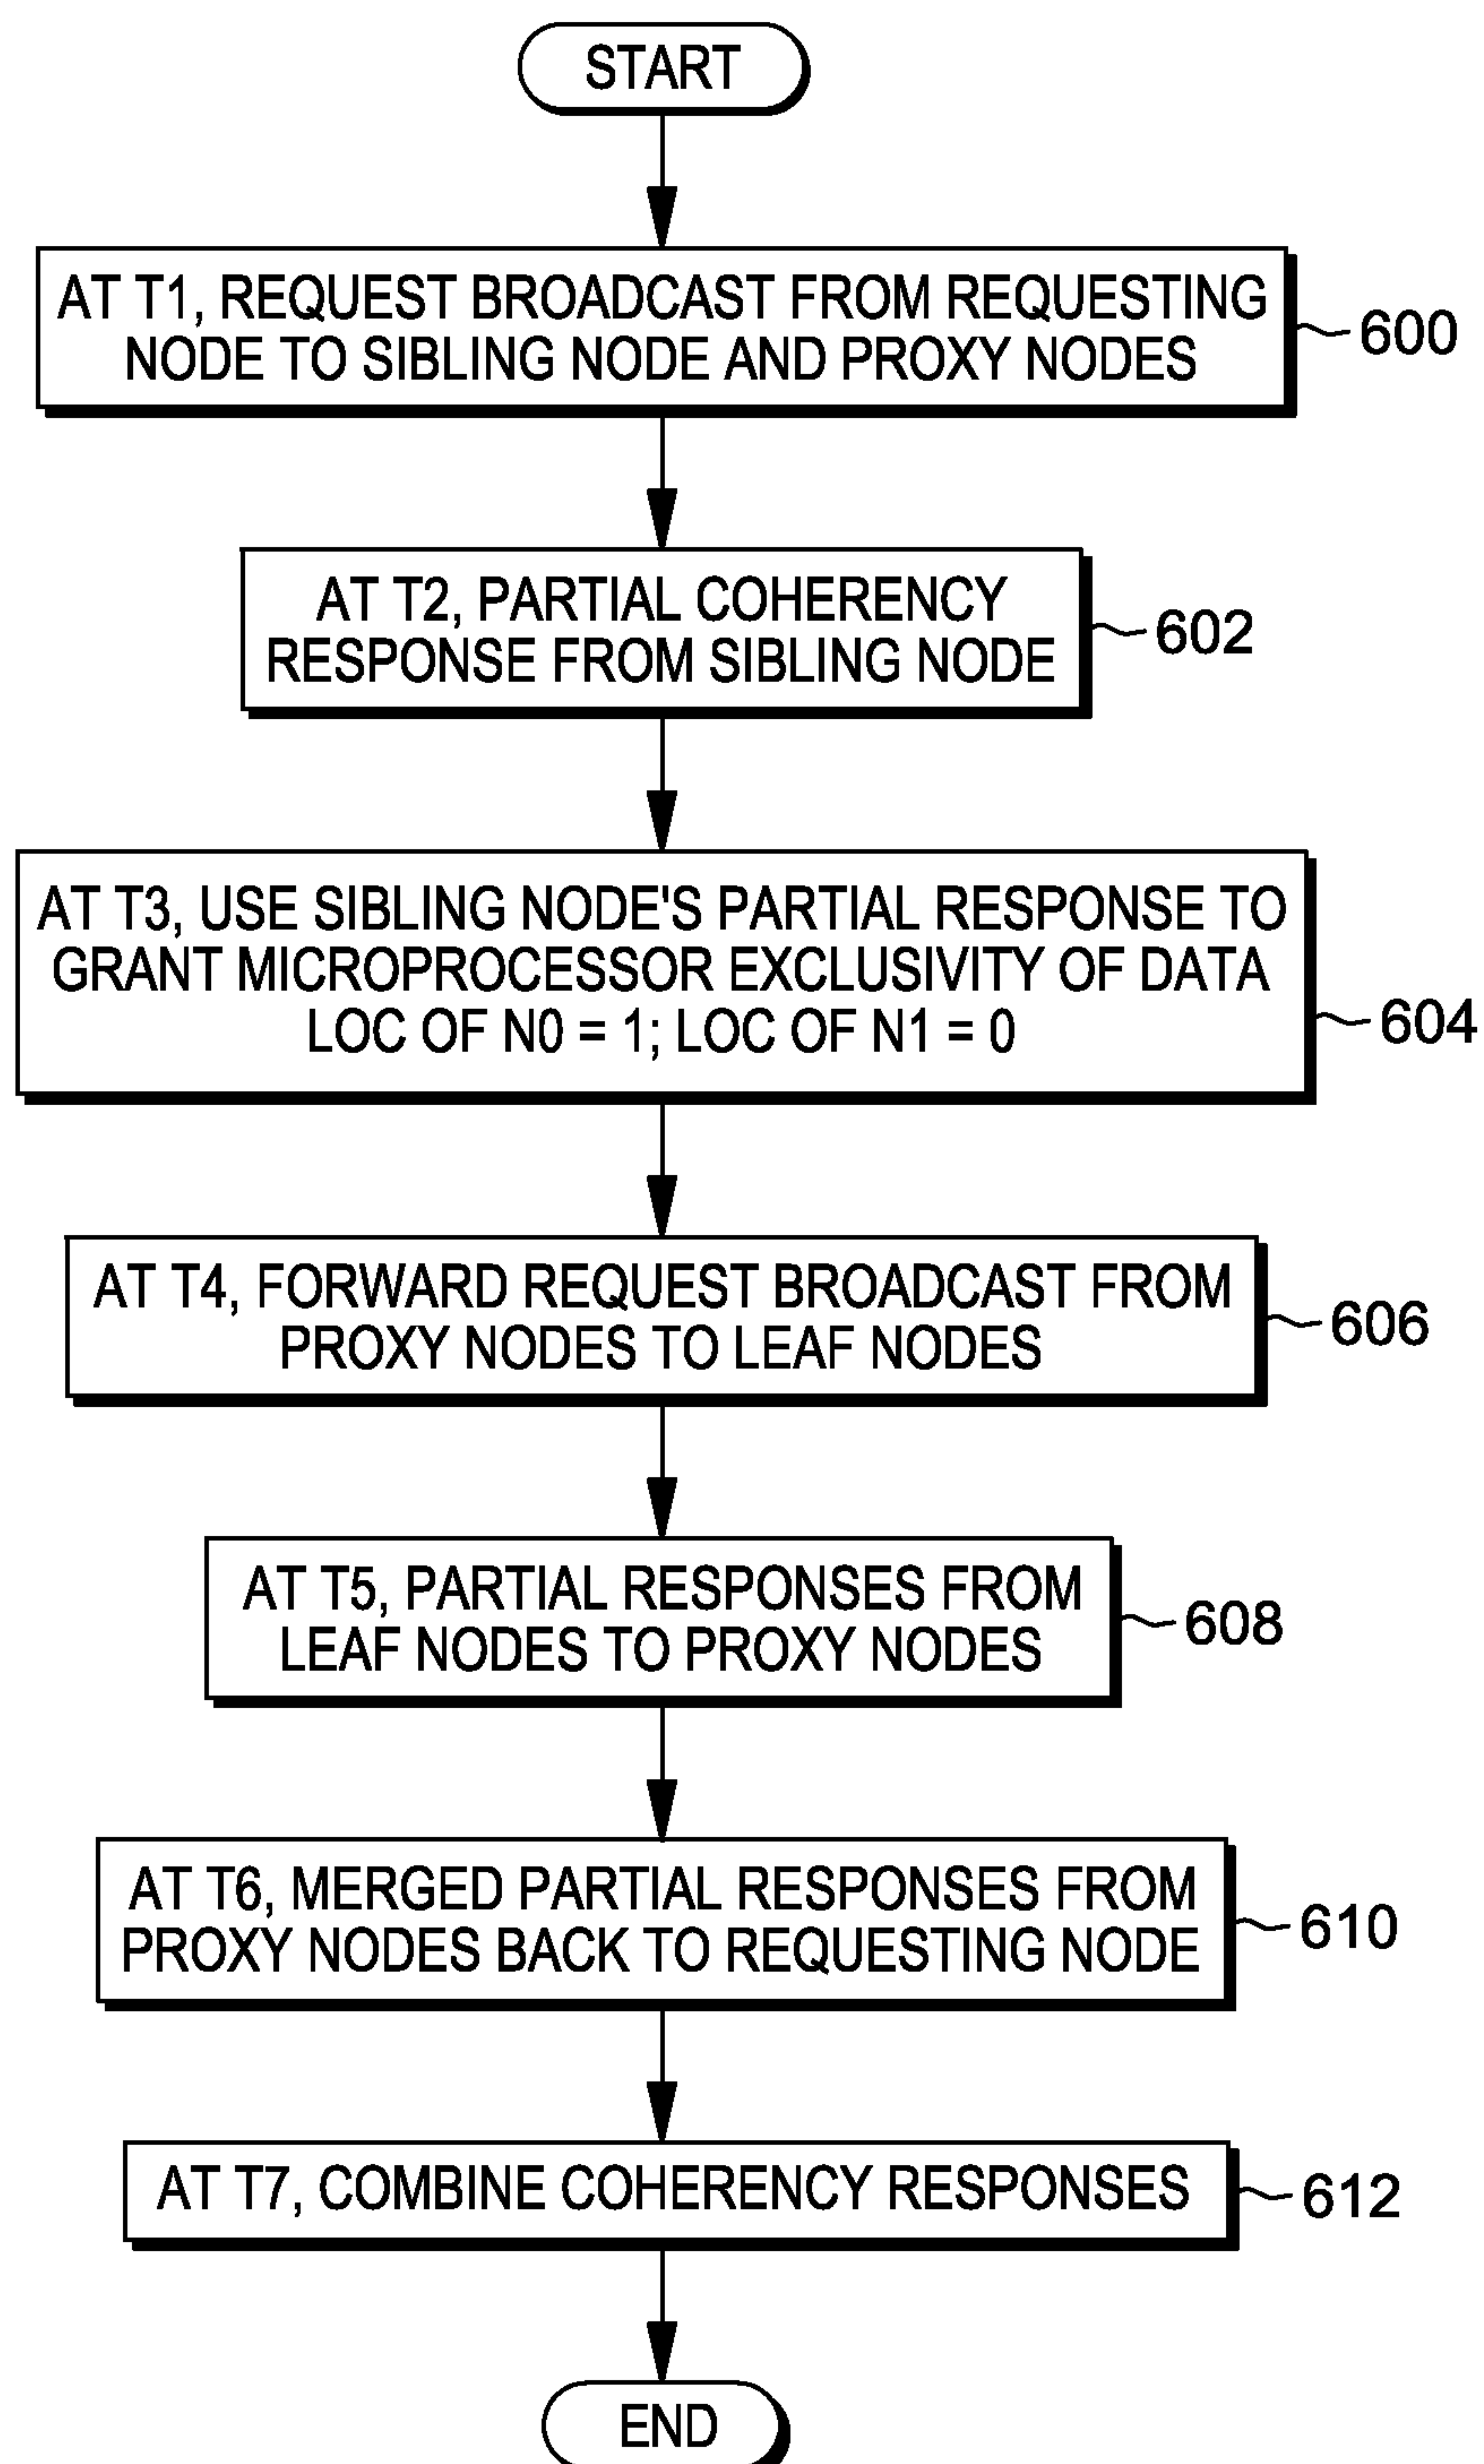 START
AT T1, REQUEST BROADCAST FROM REQUESTING
NODE TO SIBLING NODE AND PROXY NODES
600
AT T2, PARTIAL COHERENCY
RESPONSE FROM SIBLING NODE
602
AT T3, USE SIBLING NODE'S PARTIAL RESPONSE TO
GRANT MICROPROCESSOR EXCLUSIVITY OF DATA
LOC OF N0 = 1; LOC OF N1 = 0
604
AT T4, FORWARD REQUEST BROADCAST FROM
PROXY NODES TO LEAF NODES
606
AT T5, PARTIAL RESPONSES FROM
LEAF NODES TO PROXY NODES
608
AT T6, MERGED PARTIAL RESPONSES FROM
PROXY NODES BACK TO REQUESTING NODE
610
AT T7, COMBINE COHERENCY RESPONSES
612
END